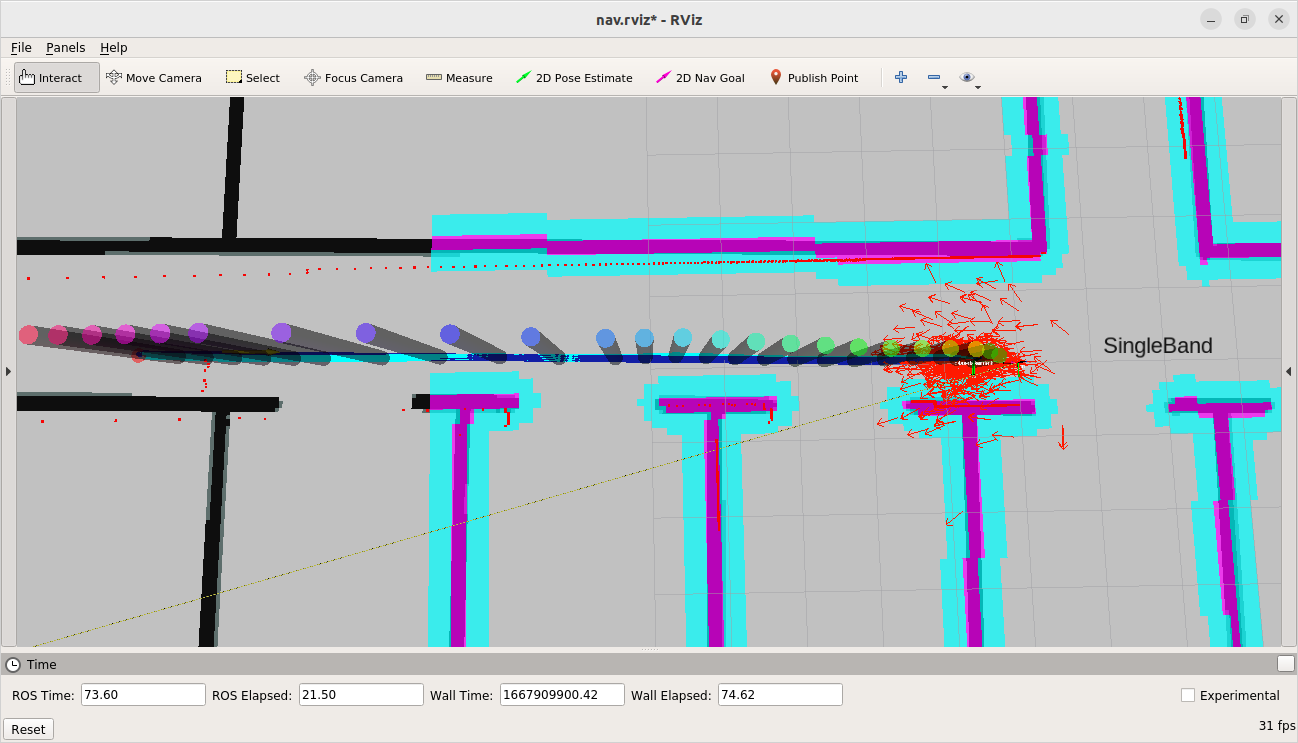 nav.rviz* - RViz
File Panels Help
Interact Move Camera Select Focus Camera Measure 2D Pose Estimate 2D Nav Goal Publish Point
SingleBand
Time
ROS Time: 73.60 ROS Elapsed: 21.50 Wall Time: 1667909900.42 Wall Elapsed: 74.62 Experimental
Reset 31 fps